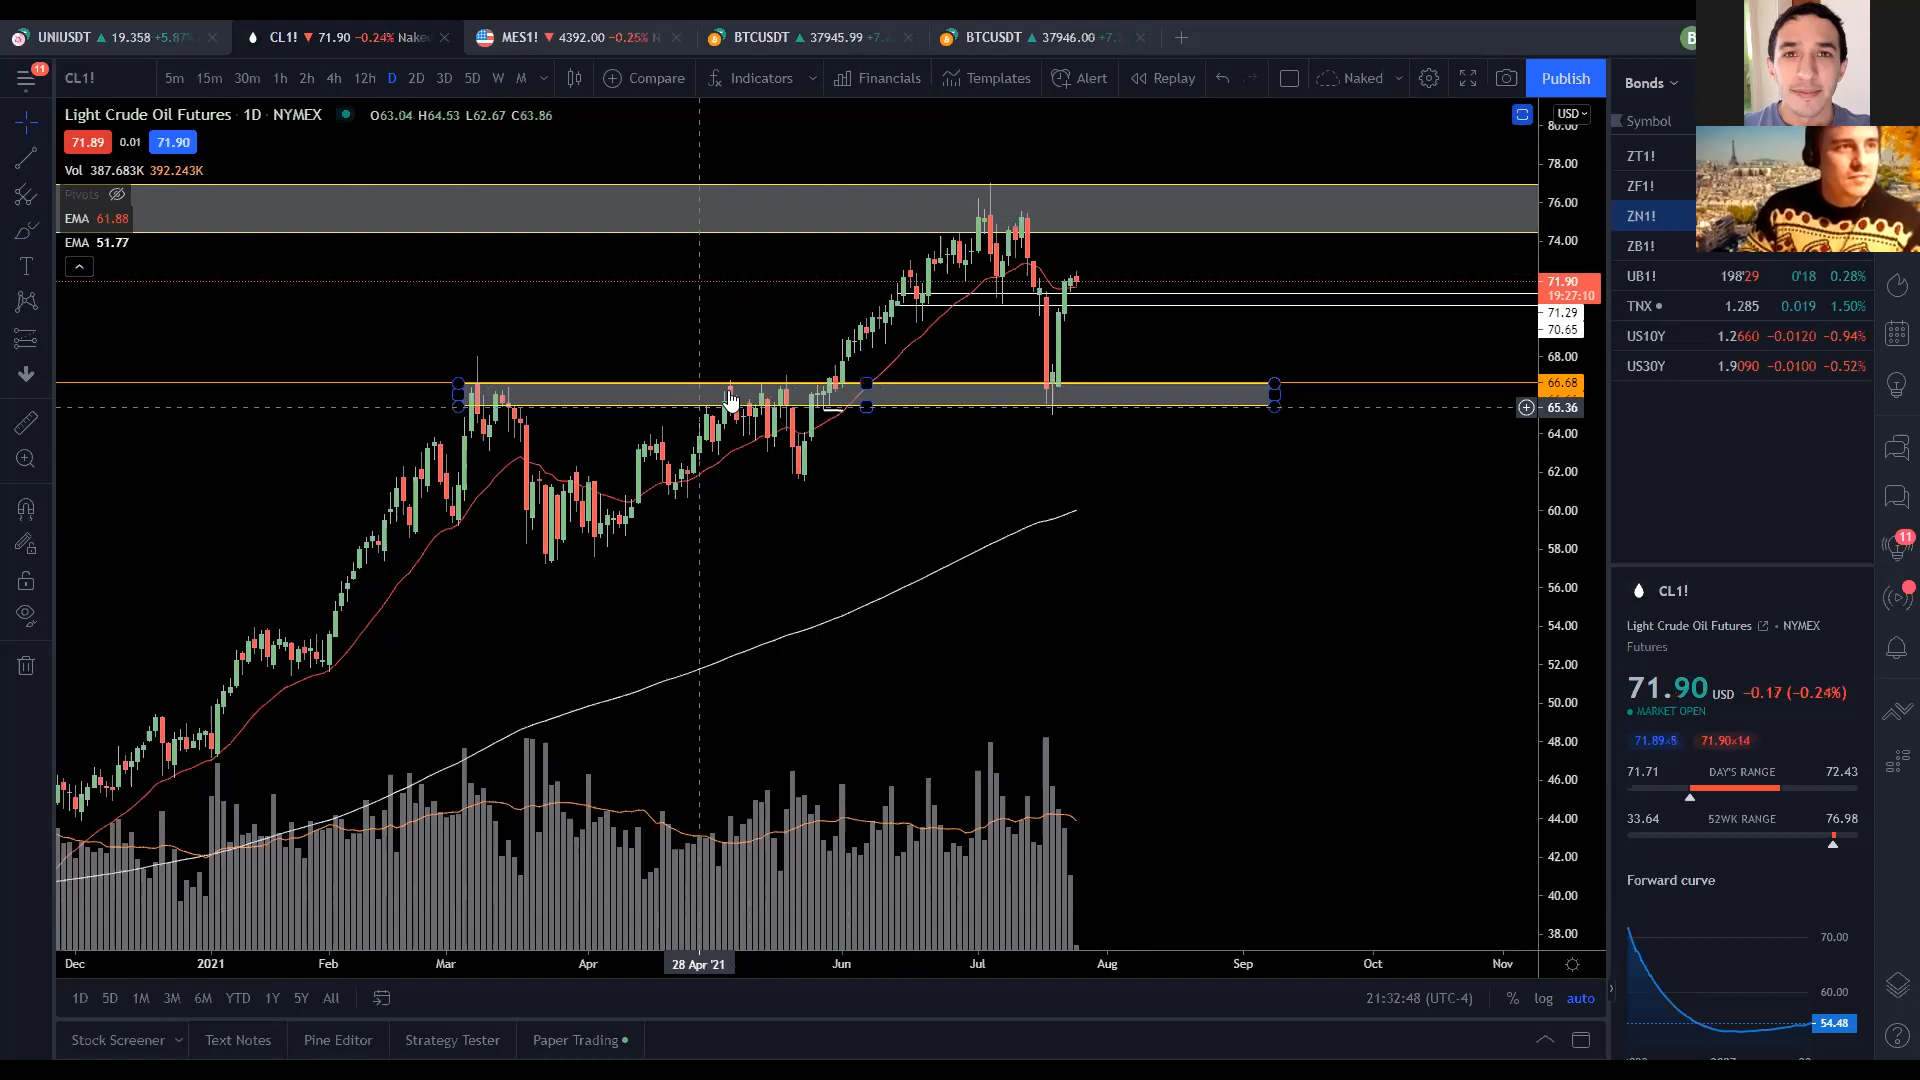 UNIUSDT ▲ 19.358 +5.87%
CL1! ▼ 71.90 −0.24% Nake
MES1! ▼ 4392.00 −0.25% N
BTCUSDT ▲ 37945.99 +7.
BTCUSDT ▲ 37946.00 +7.
B
11
CL1!
5m 15m 30m 1h 2h 4h 12h D 2D 3D 5D W M
Compare
Indicators
Financials
Templates
Alert
Replay
Naked
Publish
Bonds
Light Crude Oil Futures · 1D · NYMEX
O63.04 H64.53 L62.67 C63.86
71.89 0.01 71.90
Vol 387.683K 392.243K
Pivots
EMA 61.88
EMA 51.77
USD
80.00
78.00
76.00
74.00
71.90
19:27:10
71.29
70.65
68.00
66.68
65.36
64.00
62.00
60.00
58.00
56.00
54.00
52.00
50.00
48.00
46.00
44.00
42.00
40.00
38.00
Dec 2021 Feb Mar Apr 28 Apr '21 Jun Jul Aug Sep Oct Nov
1D 5D 1M 3M 6M YTD 1Y 5Y All
21:32:48 (UTC-4) % log auto
Stock Screener Text Notes Pine Editor Strategy Tester Paper Trading
Symbol
ZT1!
ZF1!
ZN1!
ZB1!
UB1! 198'29 0'18 0.28%
TNX 1.285 0.019 1.50%
US10Y 1.2660 −0.0120 −0.94%
US30Y 1.9090 −0.0100 −0.52%
CL1!
Light Crude Oil Futures • NYMEX
Futures
71.90 USD −0.17 (−0.24%)
MARKET OPEN
71.89×5 71.90×14
71.71 DAY'S RANGE 72.43
33.64 52WK RANGE 76.98
Forward curve
70.00
60.00
54.48
11